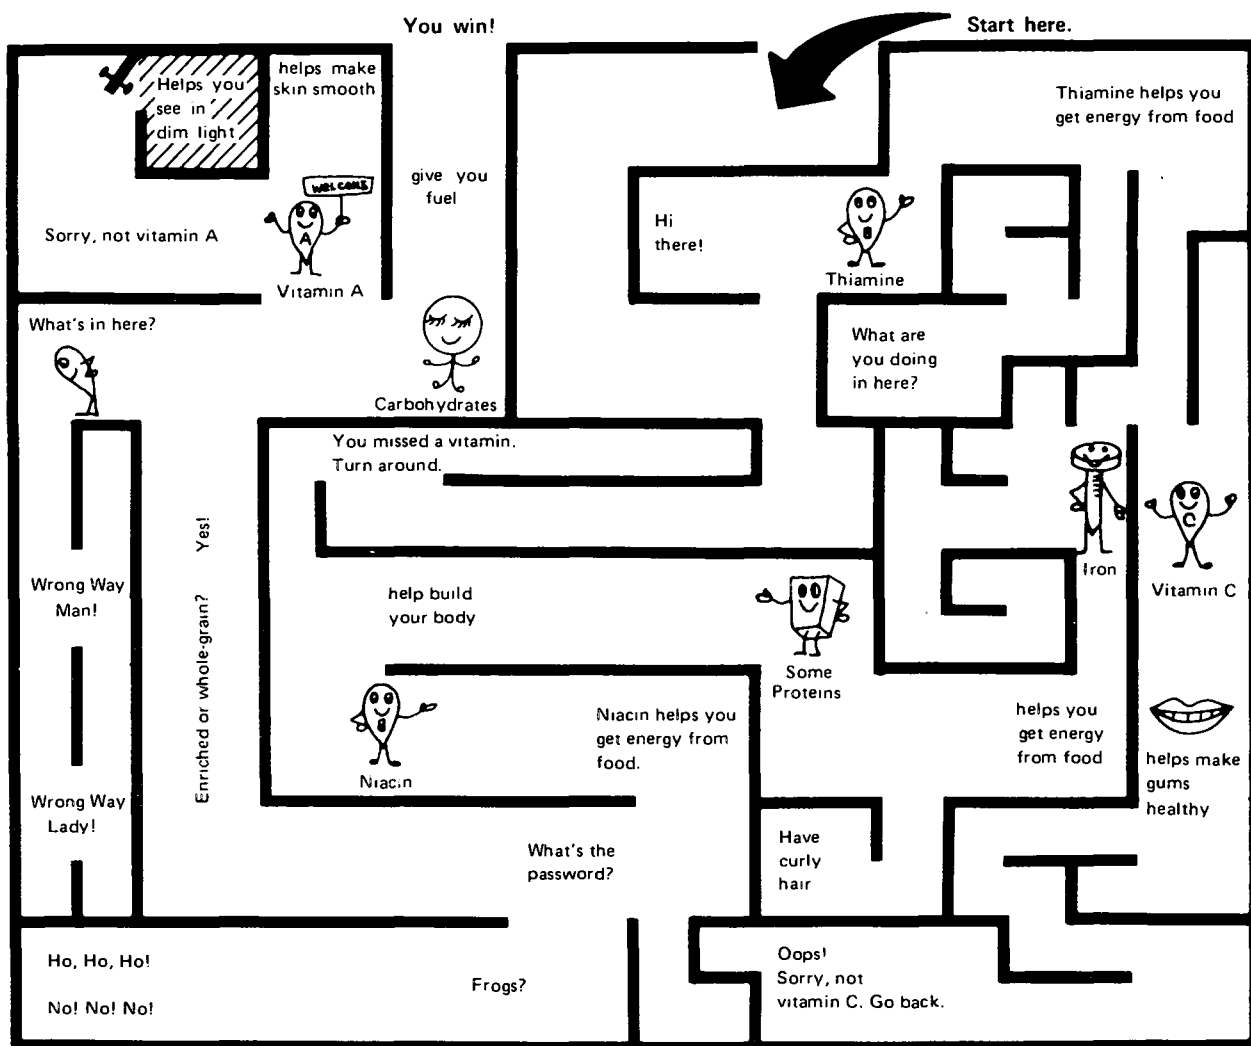 You win!
Start here.
Helps you
see in
dim light
helps make
skin smooth
Thiamine helps you
get energy from food
give you
fuel
WELCOME
A
Sorry, not vitamin A
Vitamin A
Hi
there!
B
Thiamine
What's in here?
What are
you doing
in here?
Carbohydrates
You missed a vitamin.
Turn around.
C
Iron
Vitamin C
Enriched or whole-grain? Yes!
Wrong Way
Man!
help build
your body
Some
Proteins
B
Niacin
Niacin helps you
get energy from
food.
helps you
get energy
from food
helps make
gums
healthy
Wrong Way
Lady!
What's the
password?
Have
curly
hair
Ho, Ho, Ho!
No! No! No!
Frogs?
Oops!
Sorry, not
vitamin C. Go back.